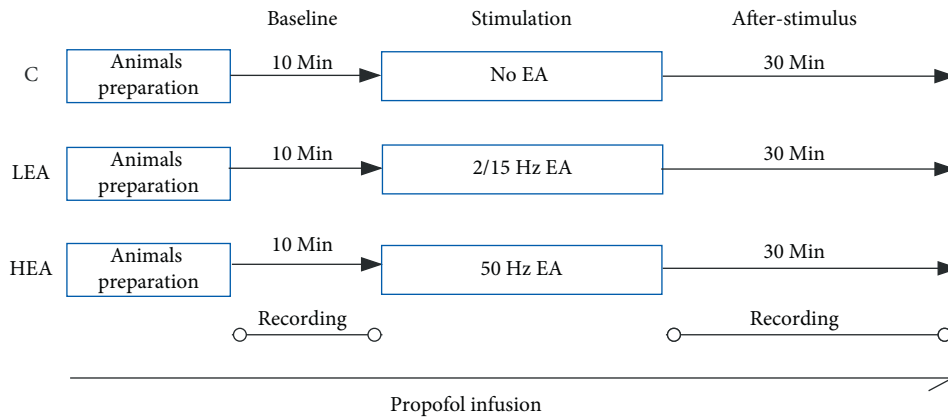 Baseline Stimulation After-stimulus
C
Animals
preparation
10 Min
No EA
30 Min
LEA
Animals
preparation
10 Min
2/15 Hz EA
30 Min
HEA
Animals
preparation
10 Min
50 Hz EA
30 Min
Recording Recording
Propofol infusion